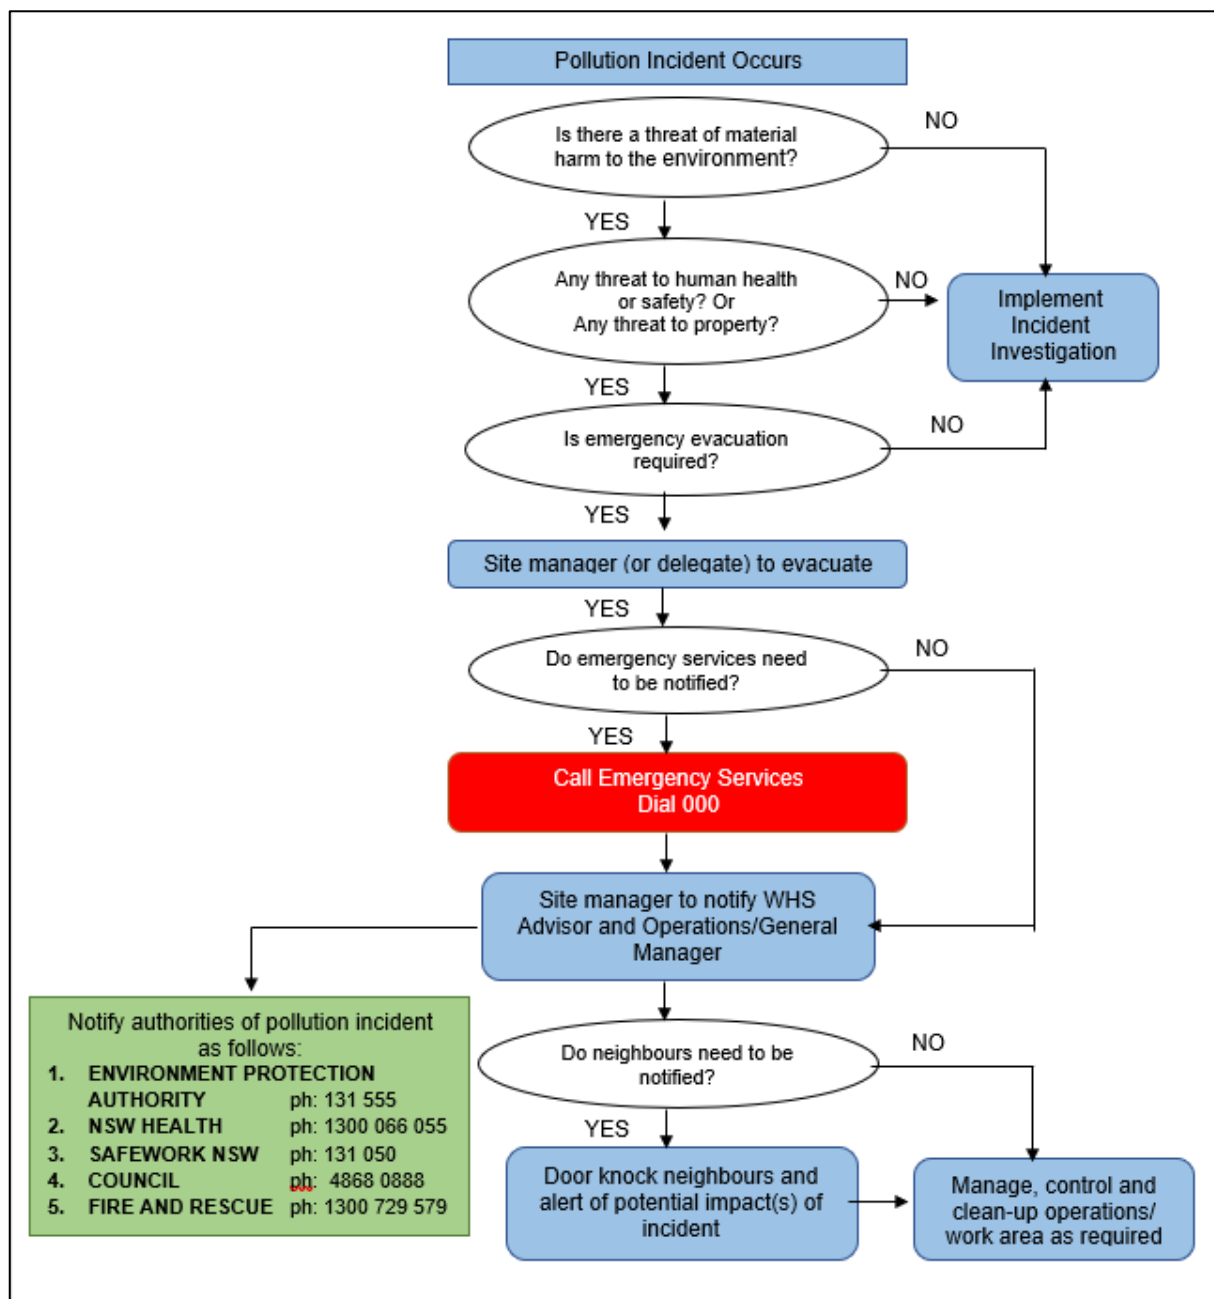 Pollution Incident Occurs
Is there a threat of material
harm to the environment?
NO
YES
Any threat to human health
or safety? Or
Any threat to property?
NO
Implement
Incident
Investigation
YES
Is emergency evacuation
required?
NO
YES
Site manager (or delegate) to evacuate
YES
Do emergency services need
to be notified?
NO
YES
Call Emergency Services
Dial 000
Site manager to notify WHS
Advisor and Operations/General
Manager
Notify authorities of pollution incident
as follows:
1. ENVIRONMENT PROTECTION
AUTHORITY ph: 131 555
2. NSW HEALTH ph: 1300 066 055
3. SAFEWORK NSW ph: 131 050
4. COUNCIL ph: 4868 0888
5. FIRE AND RESCUE ph: 1300 729 579
Do neighbours need to be
notified?
NO
YES
Door knock neighbours and
alert of potential impact(s) of
incident
Manage, control and
clean-up operations/
work area as required